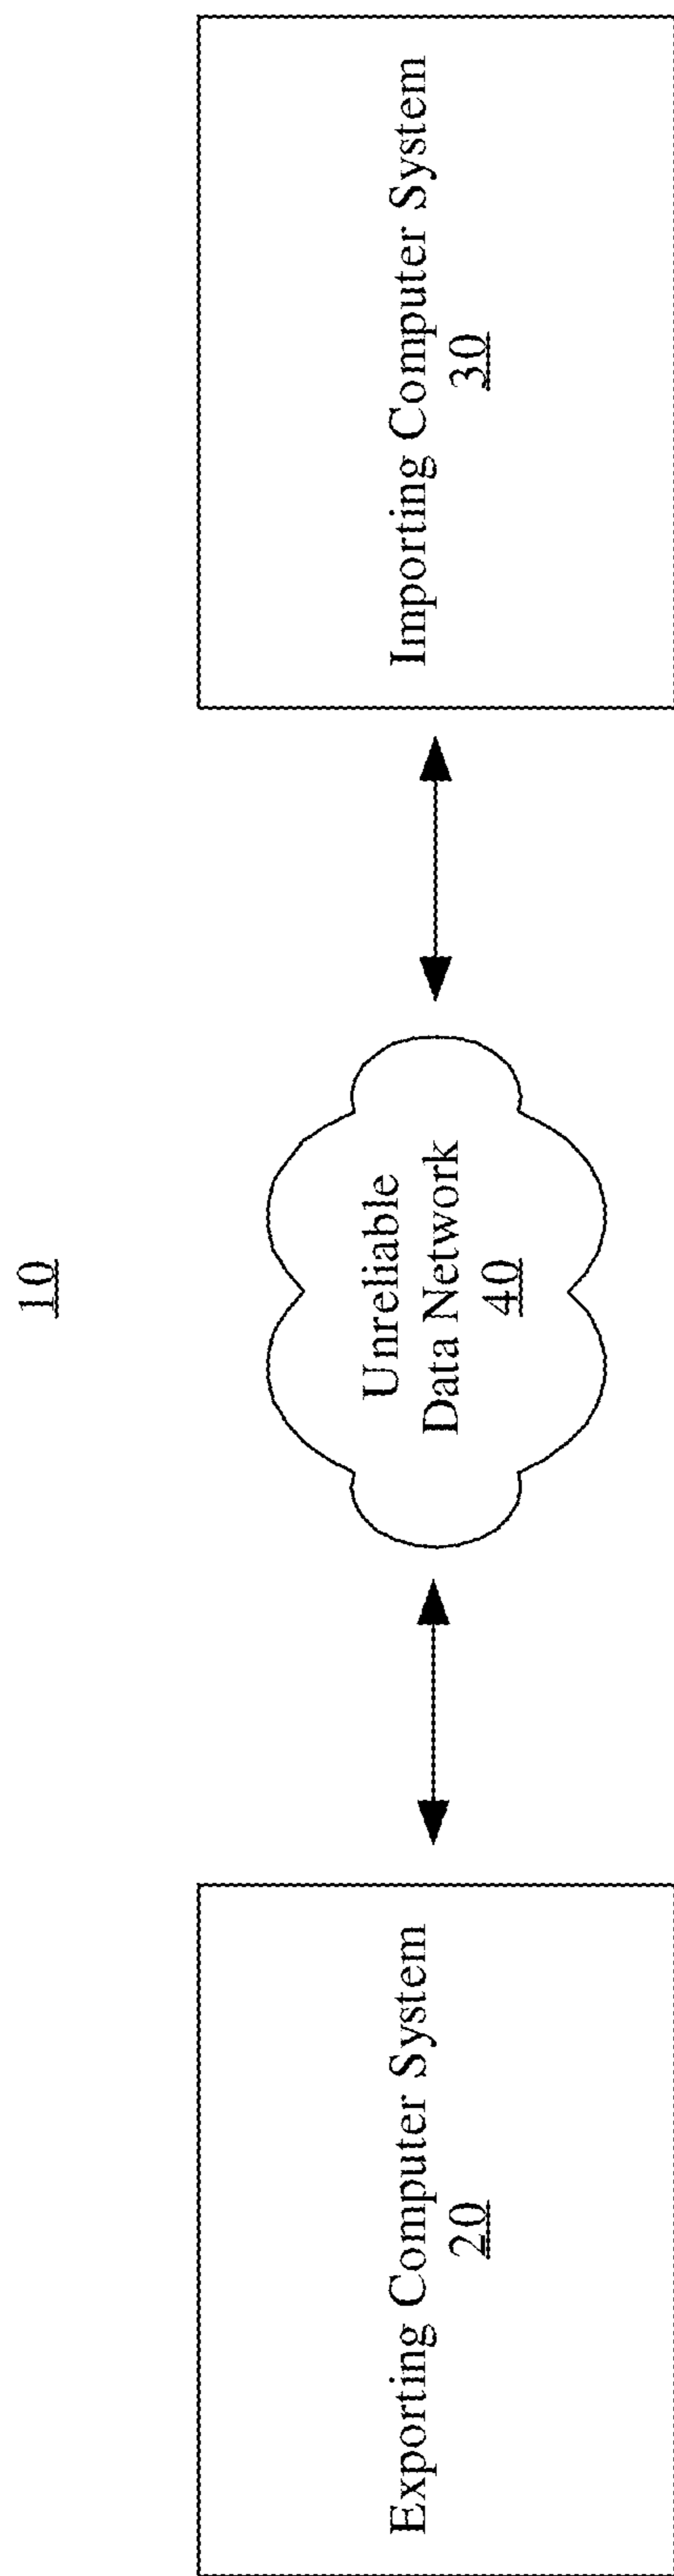 10
Exporting Computer System
20
Unreliable
Data Network
40
Importing Computer System
30